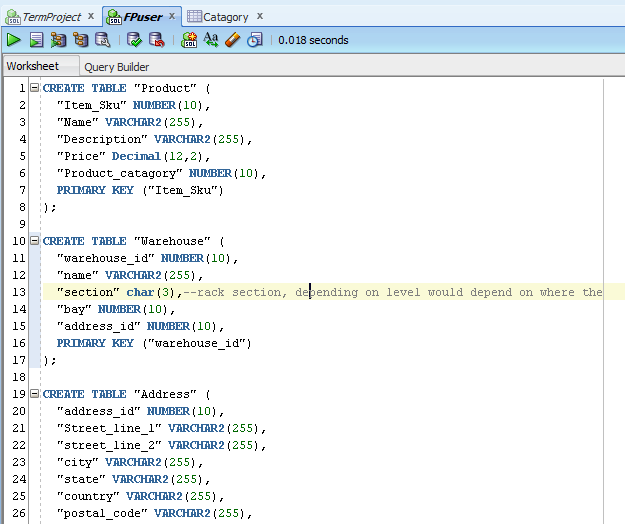 TermProject x FPuser x Catagory x
0.018 seconds
Worksheet Query Builder
1 CREATE TABLE "Product" (
2 "Item_Sku" NUMBER(10),
3 "Name" VARCHAR2(255),
4 "Description" VARCHAR2(255),
5 "Price" Decimal(12,2),
6 "Product_catagory" NUMBER(10),
7 PRIMARY KEY ("Item_Sku")
8 );
9
10 CREATE TABLE "Warehouse" (
11 "warehouse_id" NUMBER(10),
12 "name" VARCHAR2(255),
13 "section" char(3),--rack section, depending on level would depend on where the
14 "bay" NUMBER(10),
15 "address_id" NUMBER(10),
16 PRIMARY KEY ("warehouse_id")
17 );
18
19 CREATE TABLE "Address" (
20 "address_id" NUMBER(10),
21 "Street_line_1" VARCHAR2(255),
22 "street_line_2" VARCHAR2(255),
23 "city" VARCHAR2(255),
24 "state" VARCHAR2(255),
25 "country" VARCHAR2(255),
26 "postal_code" VARCHAR2(255),